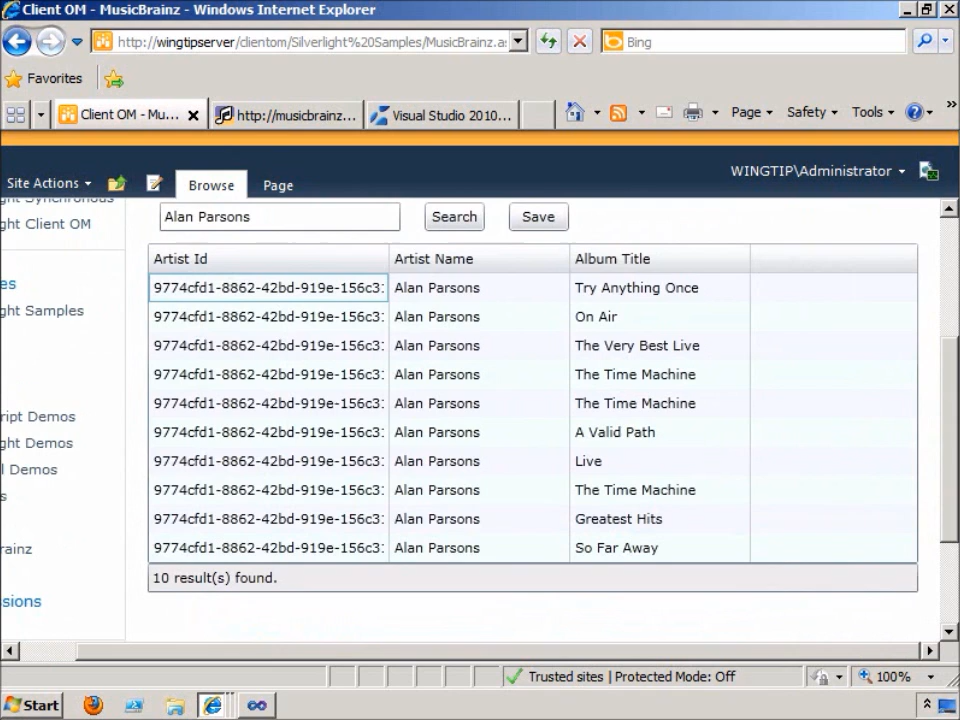 Client OM - MusicBrainz - Windows Internet Explorer
http://wingtipserver/clientom/Silverlight%20Samples/MusicBrainz.a
Bing
Favorites
Client OM - Mu...
http://musicbrainz...
Visual Studio 2010...
Page
Safety
Tools
Site Actions
Browse
Page
WINGTIP\Administrator
ght Synchronous
ght Client OM
es
ght Samples
ript Demos
ght Demos
l Demos
s
rainz
sions
Alan Parsons
Search
Save
Artist Id Artist Name Album Title
9774cfd1-8862-42bd-919e-156c3 Alan Parsons Try Anything Once
9774cfd1-8862-42bd-919e-156c3 Alan Parsons On Air
9774cfd1-8862-42bd-919e-156c3 Alan Parsons The Very Best Live
9774cfd1-8862-42bd-919e-156c3 Alan Parsons The Time Machine
9774cfd1-8862-42bd-919e-156c3 Alan Parsons The Time Machine
9774cfd1-8862-42bd-919e-156c3 Alan Parsons A Valid Path
9774cfd1-8862-42bd-919e-156c3 Alan Parsons Live
9774cfd1-8862-42bd-919e-156c3 Alan Parsons The Time Machine
9774cfd1-8862-42bd-919e-156c3 Alan Parsons Greatest Hits
9774cfd1-8862-42bd-919e-156c3 Alan Parsons So Far Away
10 result(s) found.
Trusted sites | Protected Mode: Off
100%
Start